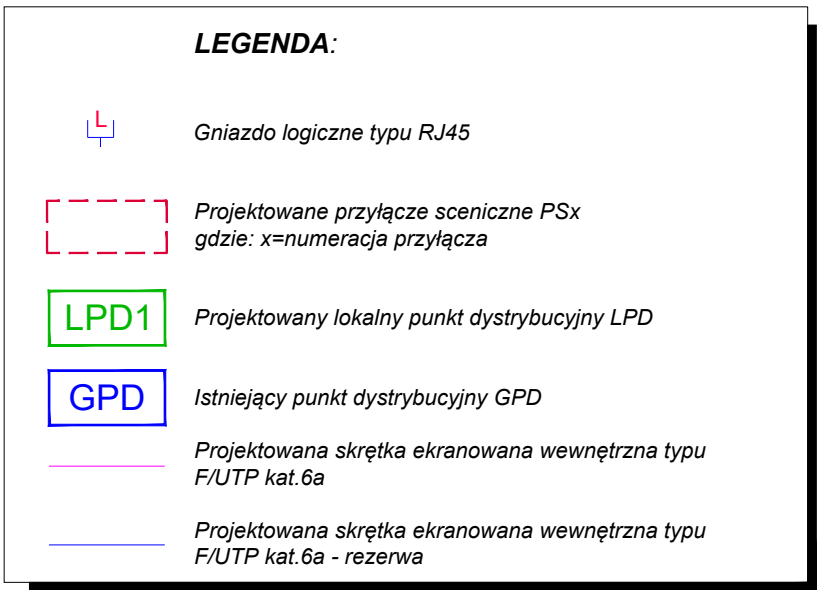 LEGENDA:
L
Gniazdo logiczne typu RJ45
Projektowane przyłącze sceniczne PSx
gdzie: x=numeracja przyłącza
LPD1
Projektowany lokalny punkt dystrybucyjny LPD
GPD
Istniejący punkt dystrybucyjny GPD
Projektowana skrętka ekranowana wewnętrzna typu
F/UTP kat.6a
Projektowana skrętka ekranowana wewnętrzna typu
F/UTP kat.6a - rezerwa